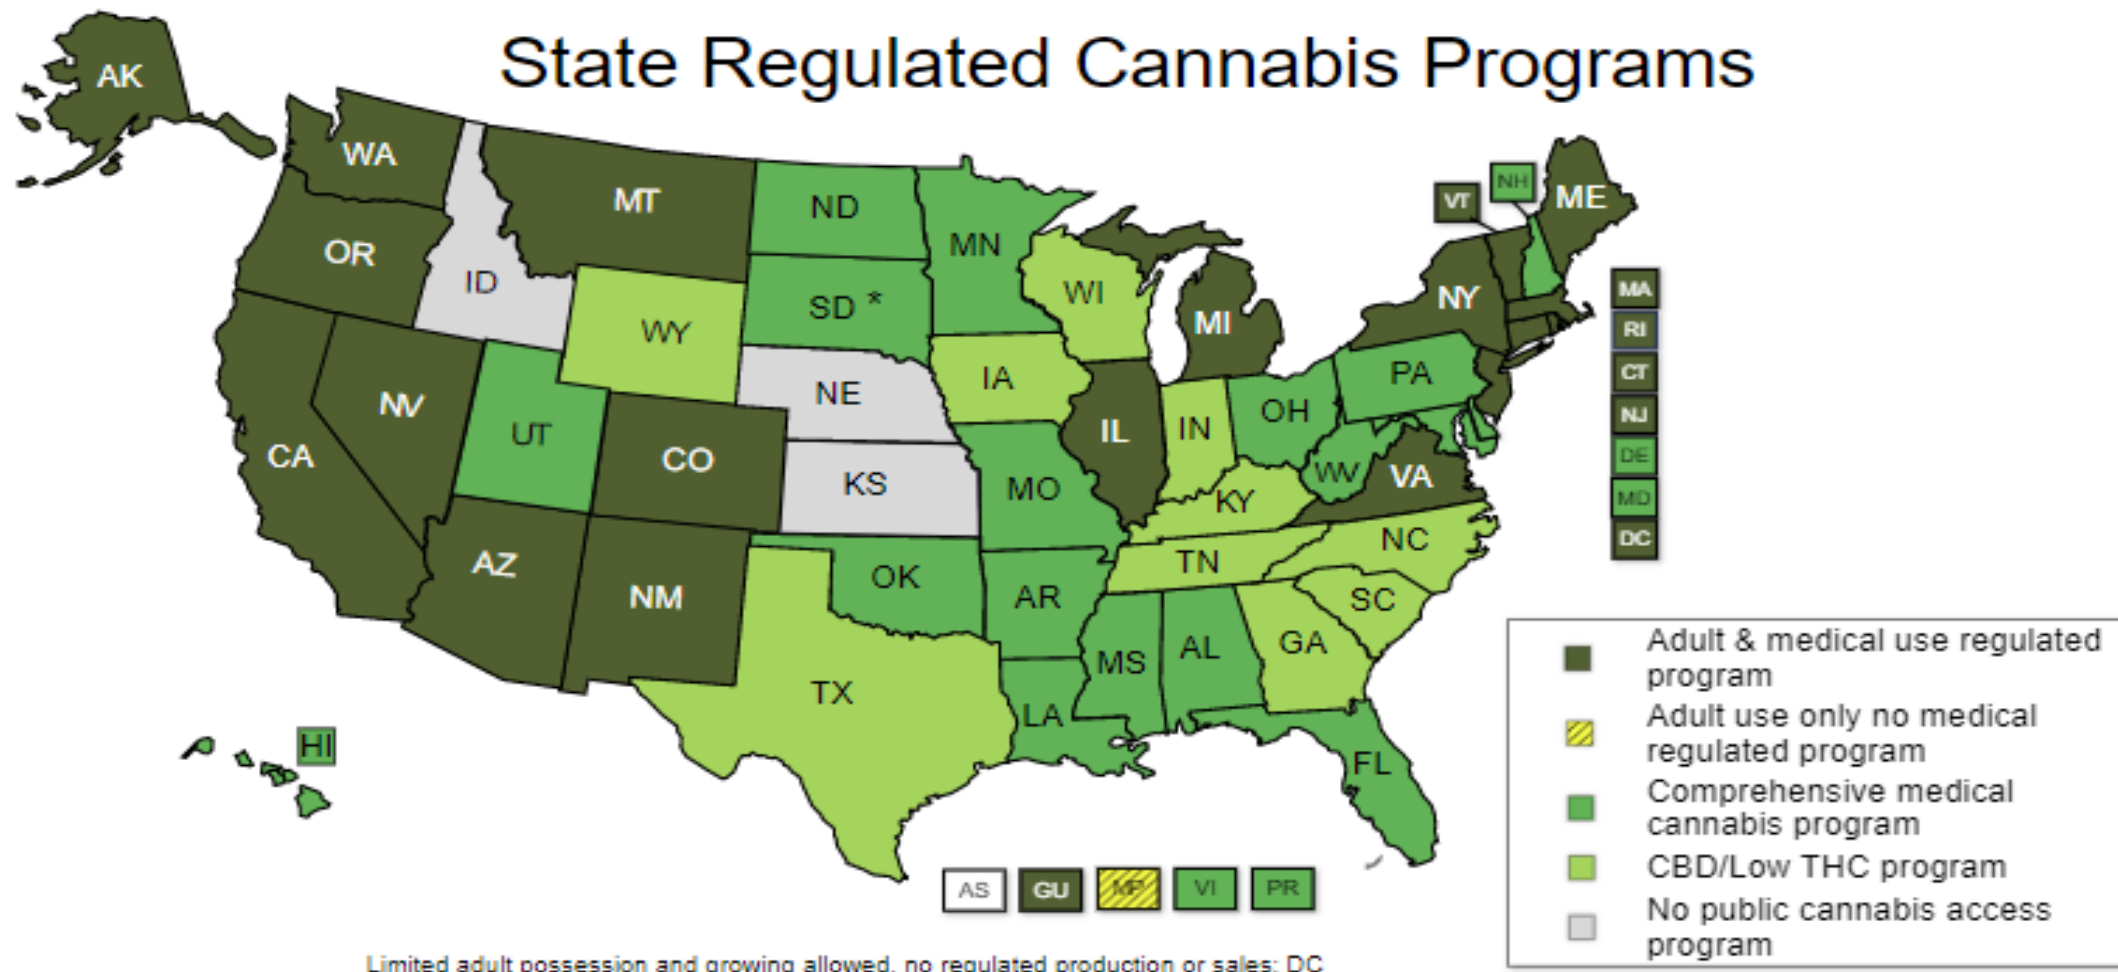 State Regulated Cannabis Programs
AK
WA
MT
ND
MN
VT
NH
ME
OR
ID
SD *
WI
MI
NY
MA
RI
CT
NJ
DE
MD
DC
WY
NE
IA
PA
NV
UT
CO
KS
MO
IL
IN
OH
WV
VA
CA
KY
NC
AZ
NM
OK
AR
TN
SC
TX
LA
MS
AL
GA
FL
HI
AS
GU
MP
VI
PR
Adult & medical use regulated
program
Adult use only no medical
regulated program
Comprehensive medical
cannabis program
CBD/Low THC program
No public cannabis access
program
Limited adult possession and growing allowed, no regulated production or sales: DC